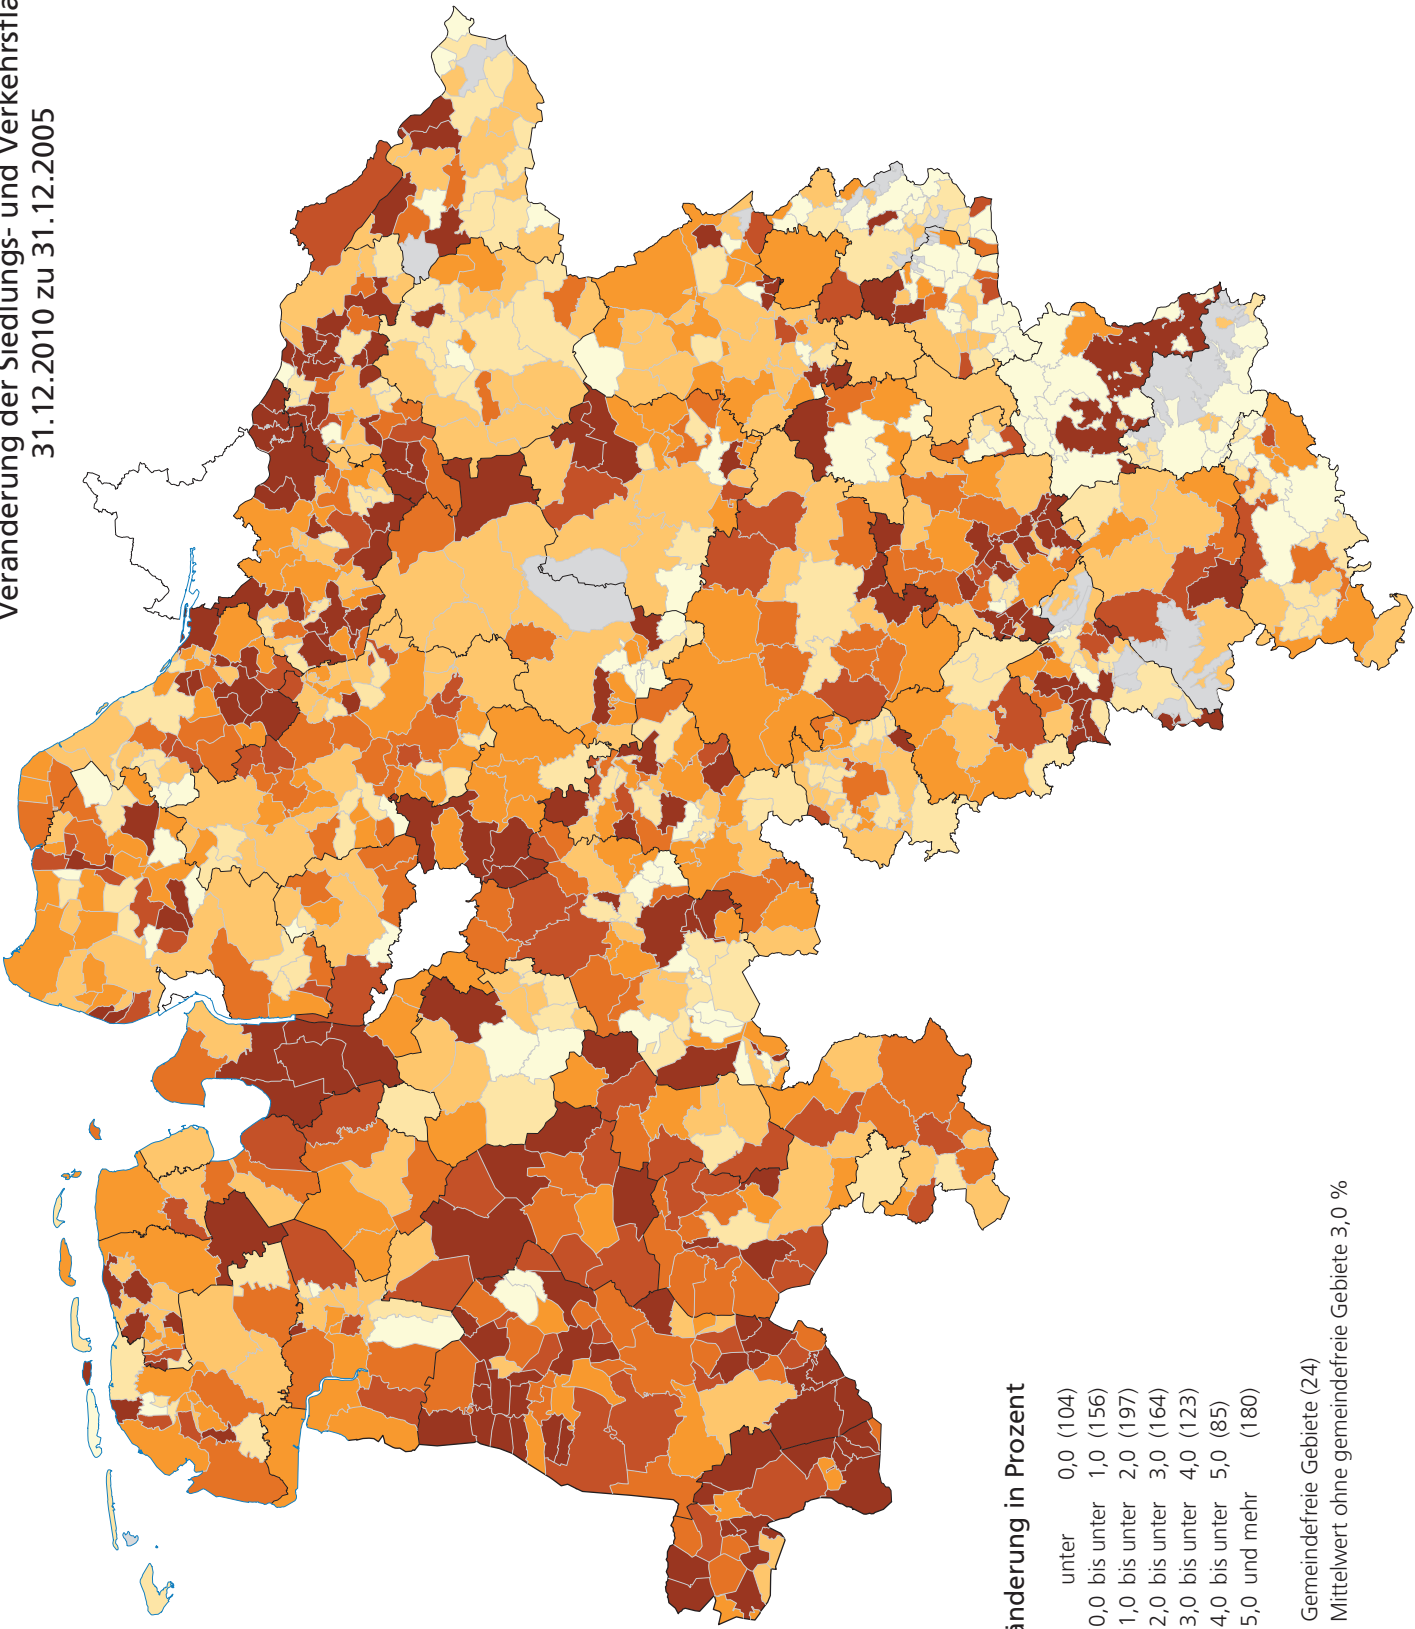 Veränderung der Siedlungs- und
31.12.2010 zu 31.12.2005
in Prozent
unter 0,0 (104)
0,0 bis unter 1,0 (156)
1,0 bis unter 2,0 (197)
2,0 bis unter 3,0 (164)
3,0 bis unter 4,0 (123)
4,0 bis unter 5,0 (85)
5,0 und mehr (180)
Gemeindefreie Gebiete (24)
Mittelwert ohne gemeindefreie Gebiete 3,0 %